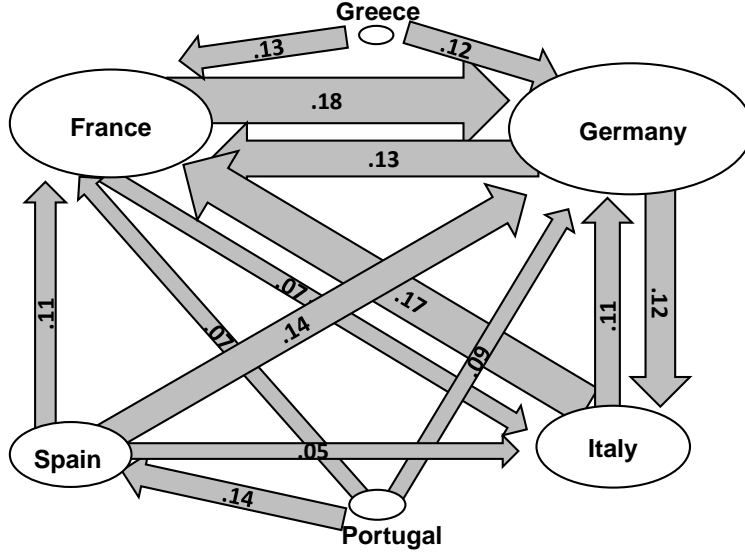 Greece
.13
.12
France
.18
Germany
.13
.11
.07
.07
.17
.14
.09
.11
.12
Spain
.05
Italy
.14
Portugal